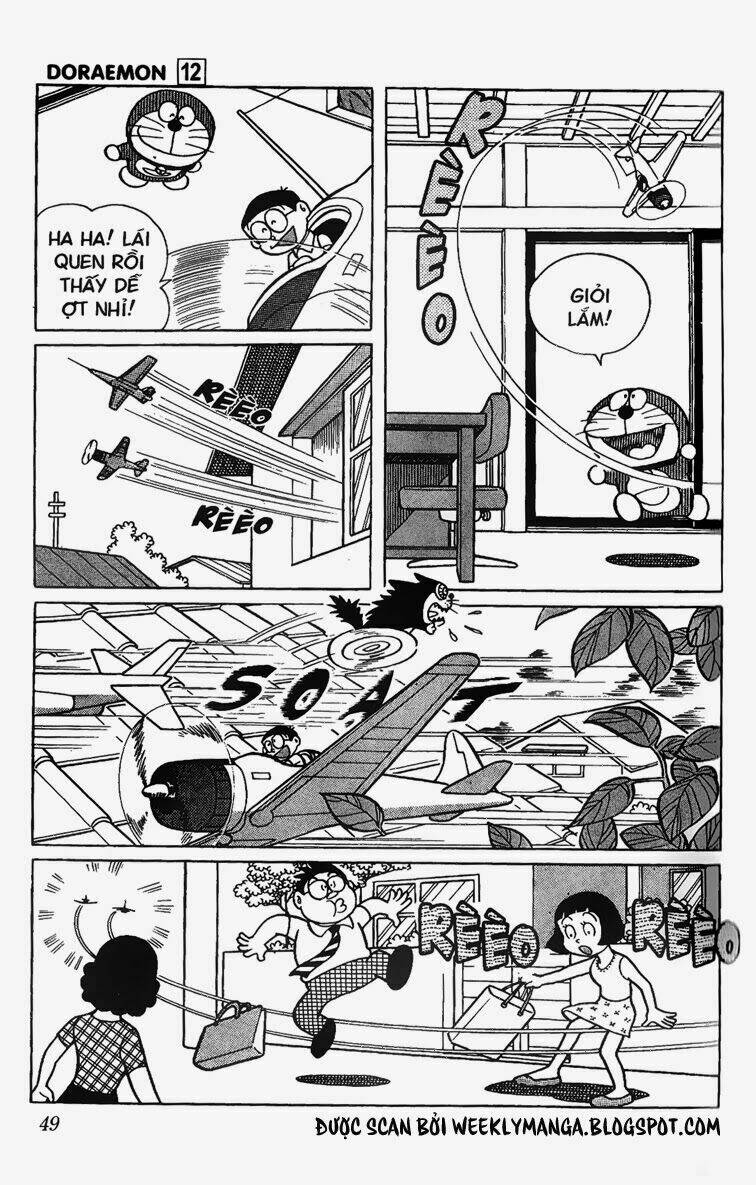 DORAEMON 12
HA HA! LÁI
QUEN RỒI
THẤY DỄ
ỢT NHỈ!
RÈÈO
GIỎI
LẮM!
RÈÈO
RÈÈO
SOẠT
RÈÈO
RÈÈO
49
ĐƯỢC SCAN BỞI WEEKLYMANGA.BLOGSPOT.COM